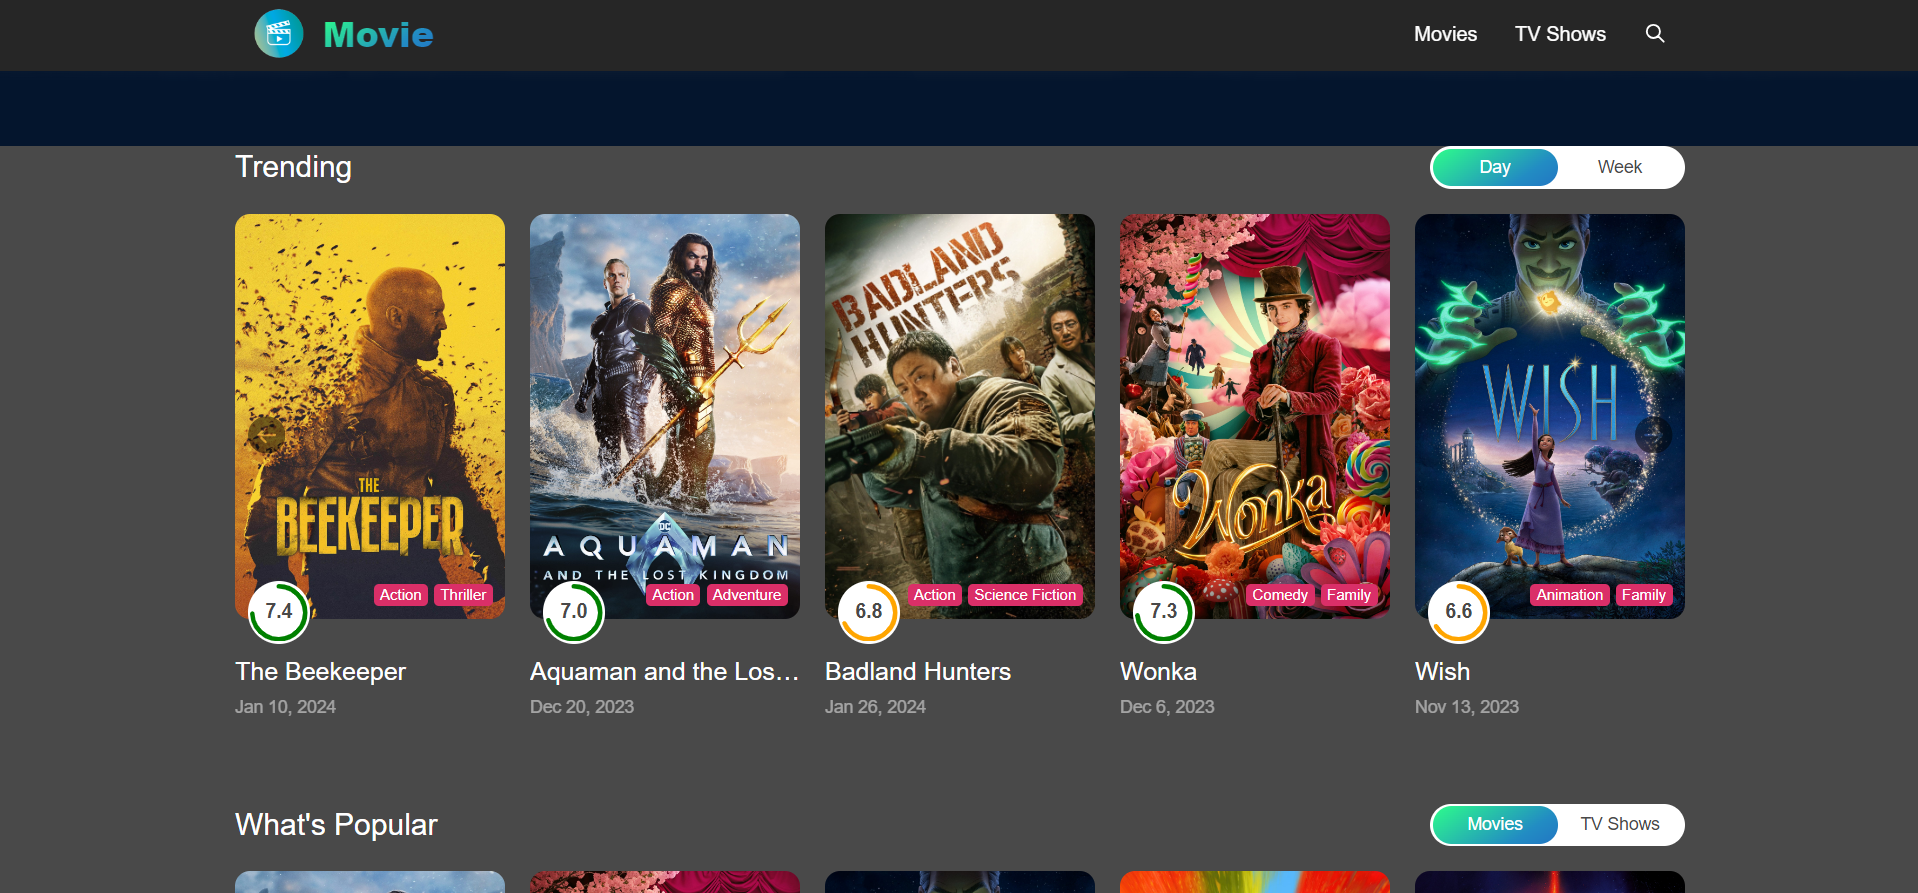 Movie
Movies TV Shows
Trending
Day Week
THE
BEEKEEPER
Action Thriller
7.4
The Beekeeper
Jan 10, 2024
DC
AQUAMAN
AND THE LOST KINGDOM
Action Adventure
7.0
Aquaman and the Los...
Dec 20, 2023
BADLAND
HUNTERS
Action Science Fiction
6.8
Badland Hunters
Jan 26, 2024
Wonka
Comedy Family
7.3
Wonka
Dec 6, 2023
WISH
Animation Family
6.6
Wish
Nov 13, 2023
What's Popular
Movies TV Shows